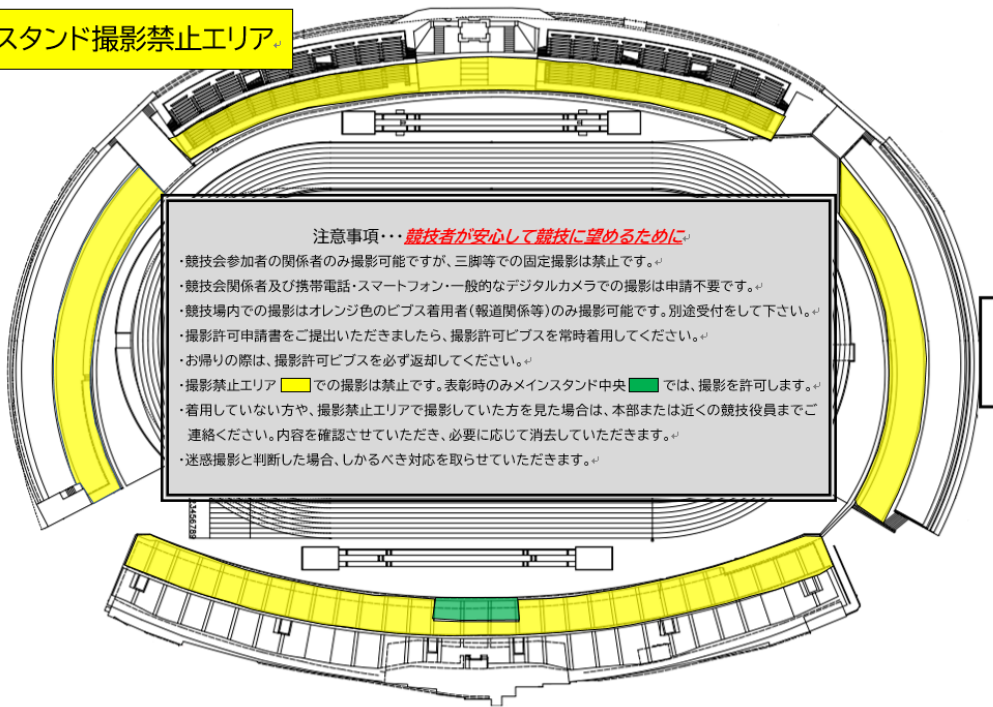 スタンド撮影禁止エリア
注意事項・・・競技者が安心して競技に望めるために
・競技会参加者の関係者のみ撮影可能ですが、三脚等での固定撮影は禁止です。
・競技会関係者及び携帯電話・スマートフォン・一般的なデジタルカメラでの撮影は申請不要です。
・競技場内での撮影はオレンジ色のビブス着用者(報道関係等)のみ撮影可能です。別途受付をして下さい。
・撮影許可申請書をご提出いただきましたら、撮影許可ビブスを常時着用してください。
・お帰りの際は、撮影許可ビブスを必ず返却してください。
・撮影禁止エリア での撮影は禁止です。表彰時のみメインスタンド中央 では、撮影を許可します。
・着用していない方や、撮影禁止エリアで撮影していた方を見た場合は、本部または近くの競技役員までご
連絡ください。内容を確認させていただき、必要に応じて消去していただきます。
・迷惑撮影と判断した場合、しかるべき対応を取らせていただきます。
23456789